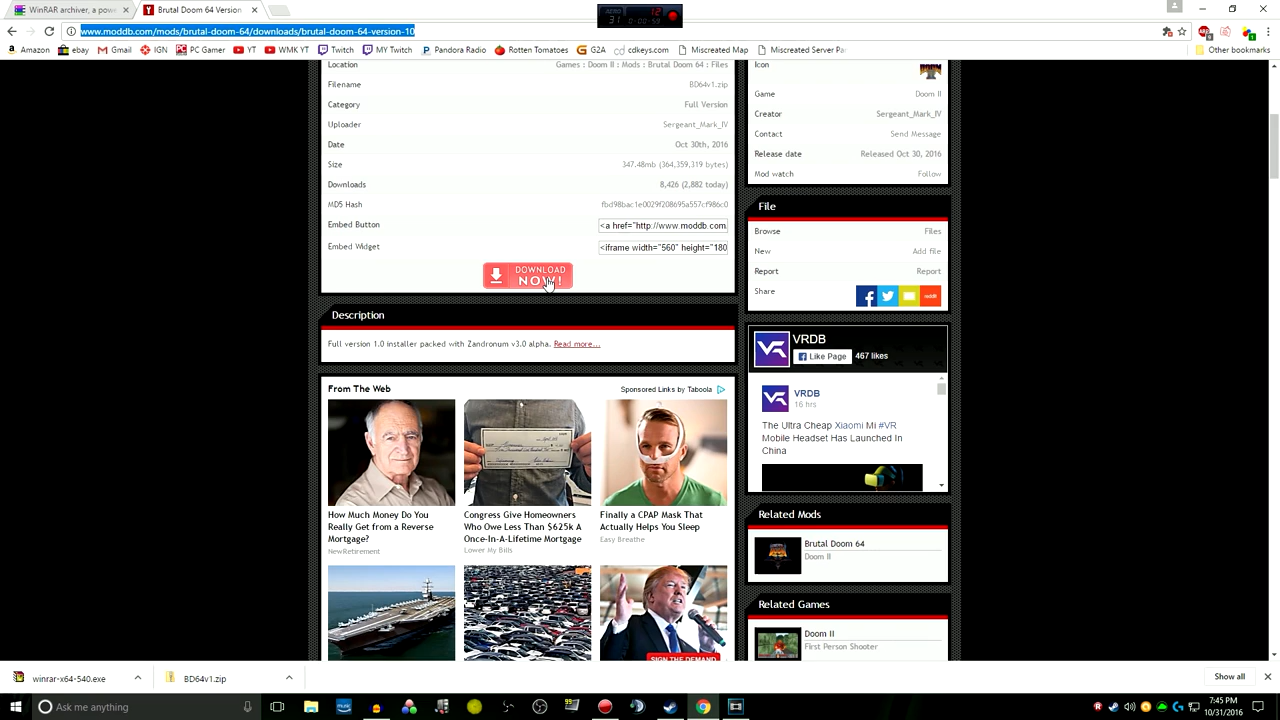 WinRAR archiver, a pow
Brutal Doom 64 Version
www.moddb.com/mods/brutal-doom-64/downloads/brutal-doom-64-version-10
Amazon
ebay
Gmail
IGN
PC Gamer
YT
WMK YT
Twitch
MY Twitch
Pandora Radio
Rotten Tomatoes
G2A
cdkeys.com
Miscreated Map
Miscreated Server Pa
Other bookmarks
Location
Games : Doom II : Mods : Brutal Doom 64 : Files
Filename
BD64v1.zip
Category
Full Version
Uploader
Sergeant_Mark_IV
Date
Oct 30th, 2016
Size
347.48mb (364,359,319 bytes)
Downloads
8,426 (2,882 today)
MD5 Hash
fbd98bac1e0029f208695a557cf986c0
Embed Button
<a href="http://www.moddb.com
Embed Widget
<iframe width="560" height="180
DOWNLOAD
NOW!
Description
Full version 1.0 installer packed with Zandronum v3.0 alpha. Read more...
From The Web
Sponsored Links by Taboola
How Much Money Do You
Really Get from a Reverse
Mortgage?
NewRetirement
Congress Give Homeowners
Who Owe Less Than $625k A
Once-In-A-Lifetime Mortgage
Lower My Bills
Finally a CPAP Mask That
Actually Helps You Sleep
Easy Breathe
SIGN THE DEMAND
Icon
Game
Doom II
Creator
Sergeant_Mark_IV
Contact
Send Message
Release date
Released Oct 30, 2016
Mod watch
Follow
File
Browse
Files
New
Add file
Report
Report
Share
reddit
VRDB
Like Page
467 likes
VRDB
16 hrs
The Ultra Cheap Xiaomi Mi #VR
Mobile Headset Has Launched In
China
Related Mods
Brutal Doom 64
Doom II
Related Games
Doom II
First Person Shooter
winrar-x64-540.exe
BD64v1.zip
Show all
Ask me anything
7:45 PM
10/31/2016